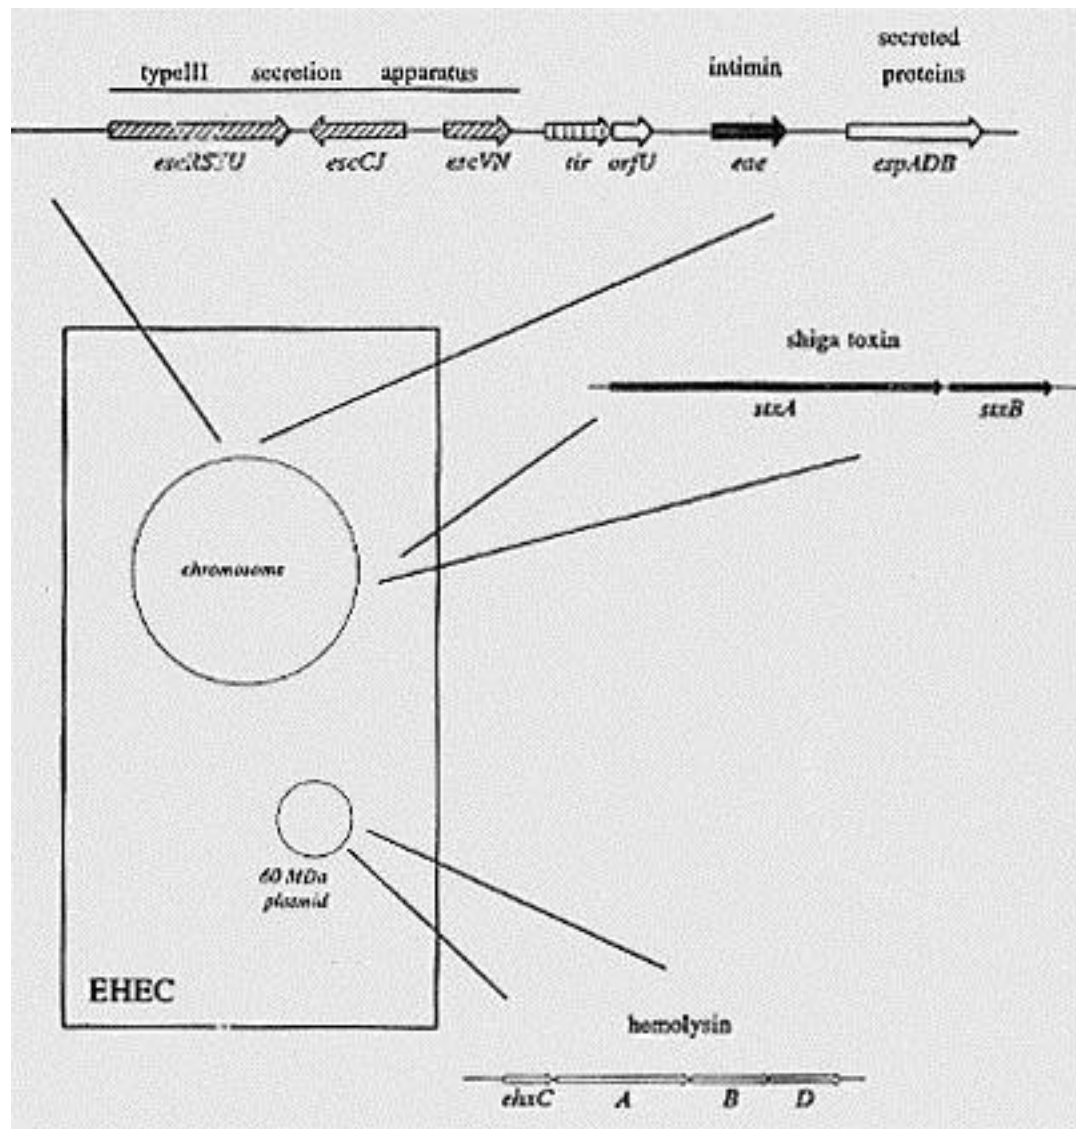 secreted
typeIII secretion apparatus intimin proteins
escRSTU escCJ escVN tir orfU eae espADB
shiga toxin
stxA stxB
chromosome
60 MDa
plasmid
EHEC
hemolysin
ehxC A B D